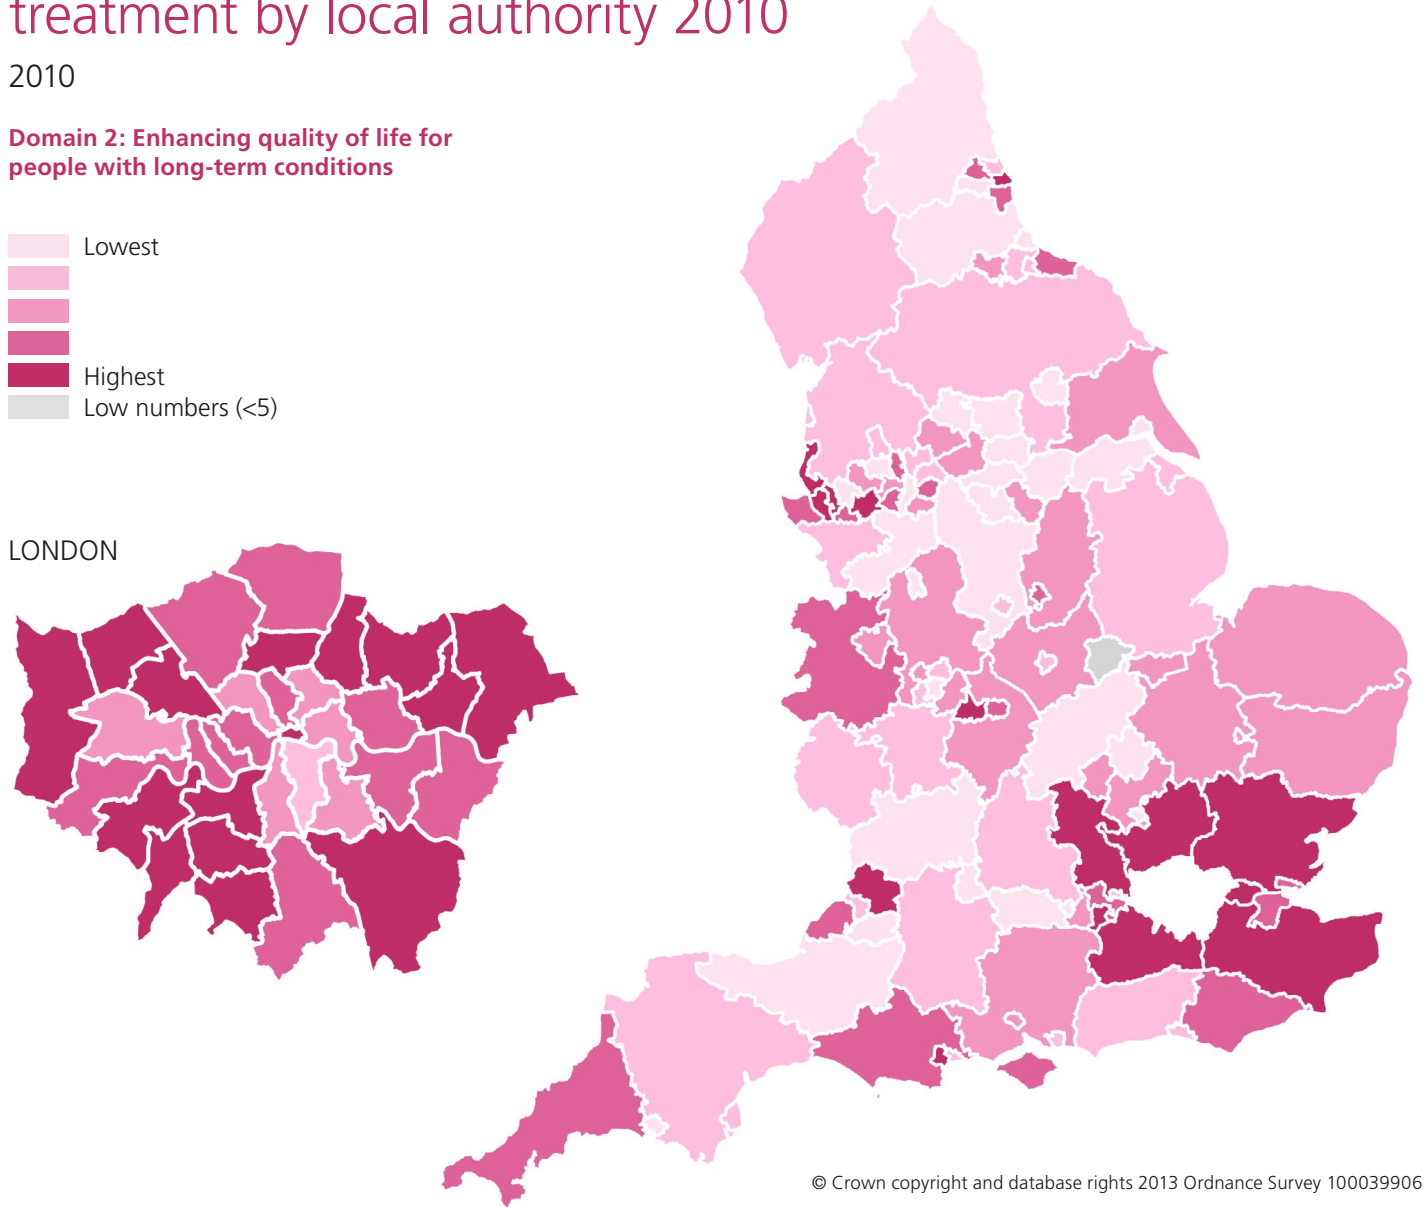 treatment by local authority 2010
2010
Domain 2: Enhancing quality of life for
people with long-term conditions
Lowest
Highest
Low numbers (<5)
LONDON
© Crown copyright and database rights 2013 Ordnance Survey 100039906